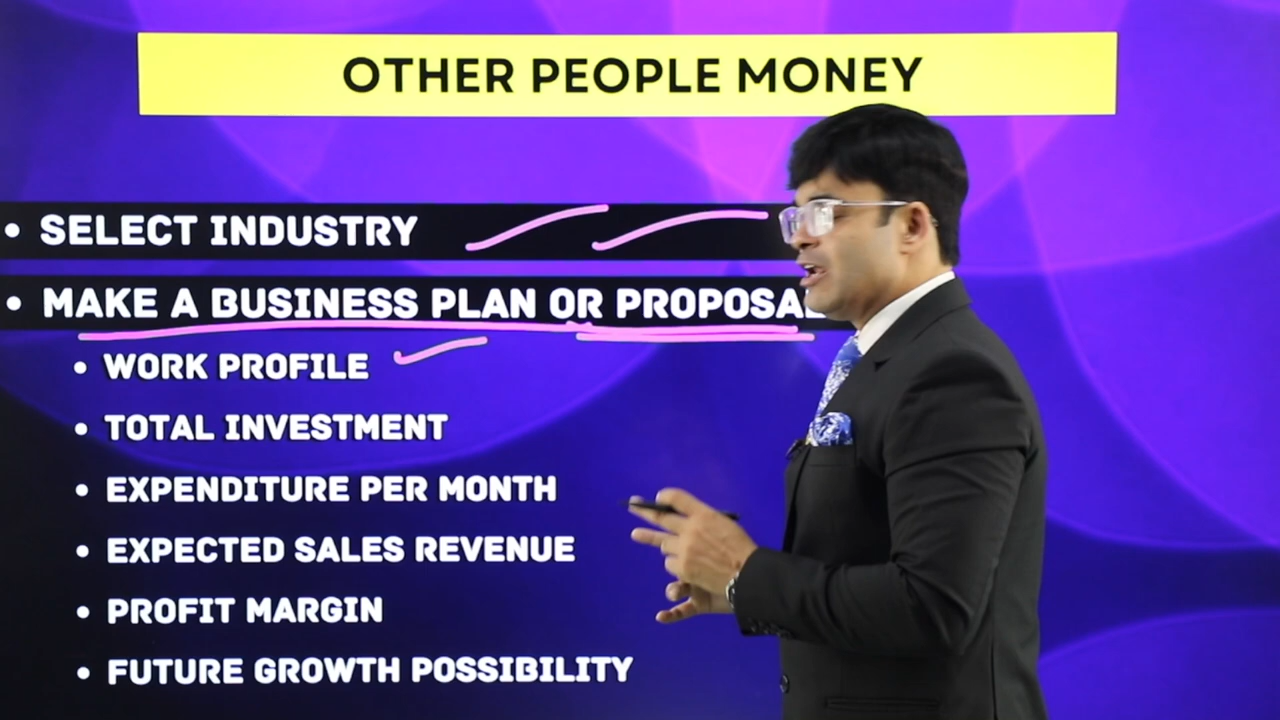 OTHER PEOPLE MONEY
• SELECT INDUSTRY
• MAKE A BUSINESS PLAN OR PROPOSAL
• WORK PROFILE
• TOTAL INVESTMENT
• EXPENDITURE PER MONTH
• EXPECTED SALES REVENUE
• PROFIT MARGIN
• FUTURE GROWTH POSSIBILITY